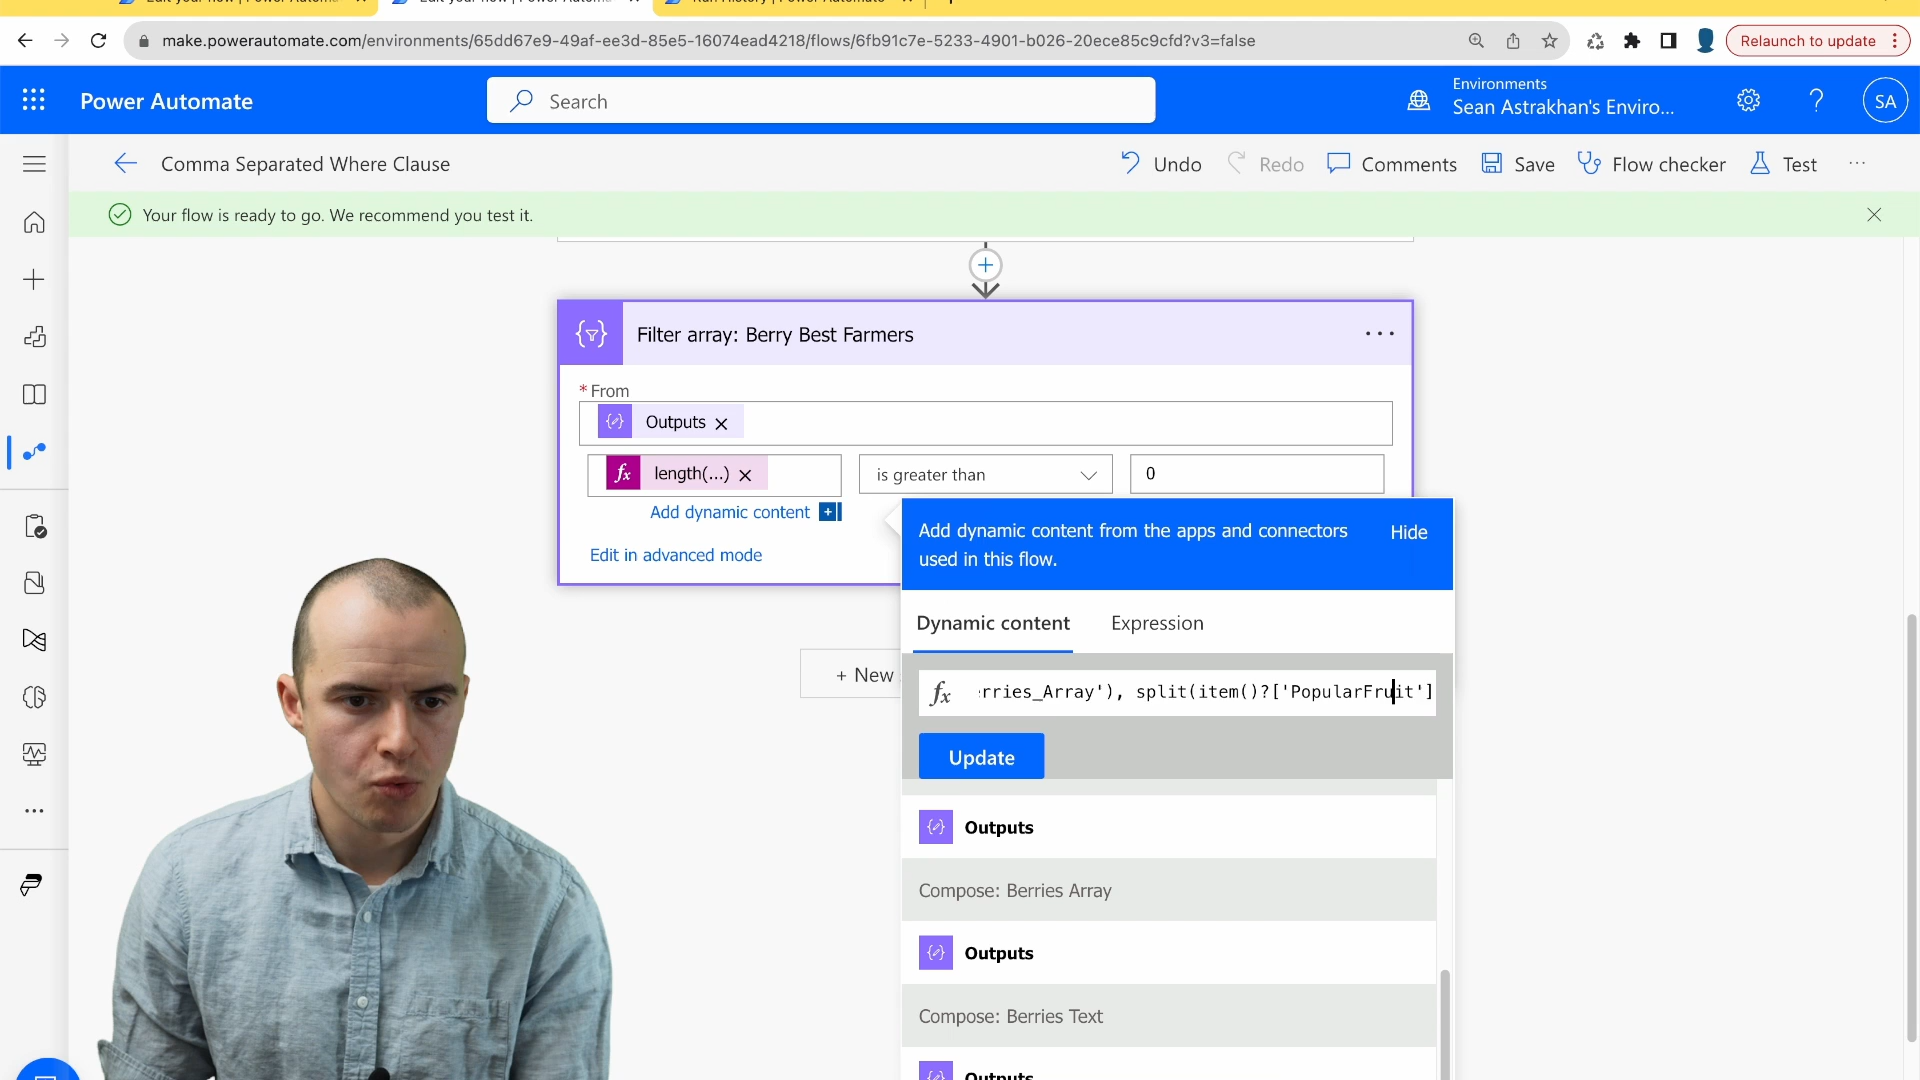 make.powerautomate.com/environments/65dd67e9-49af-ee3d-85e5-16074ead4218/flows/6fb91c7e-5233-4901-b026-20ece85c9cfd?v3=false
Relaunch to update
Power Automate
Search
Environments
Sean Astrakhan's Enviro...
?
SA
Comma Separated Where Clause
Undo
Redo
Comments
Save
Flow checker
Test
...
Your flow is ready to go. We recommend you test it.
Filter array: Berry Best Farmers
* From
Outputs
fx length(...)
is greater than
0
Add dynamic content
Edit in advanced mode
Add dynamic content from the apps and connectors
used in this flow.
Hide
Dynamic content
Expression
+ New
fx rries_Array'), split(item()?['PopularFruit']
Update
Outputs
Compose: Berries Array
Outputs
Compose: Berries Text
Outputs